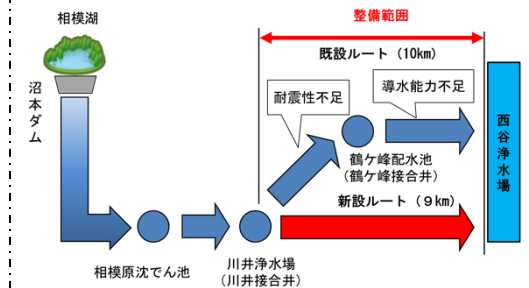 相模湖
沼本ダム
整備範囲
既設ルート（10km）
耐震性不足
導水能力不足
鶴ケ峰配水池
（鶴ケ峰接合井）
新設ルート（９km）
西谷浄水場
相模原沈でん池
川井浄水場
（川井接合井）